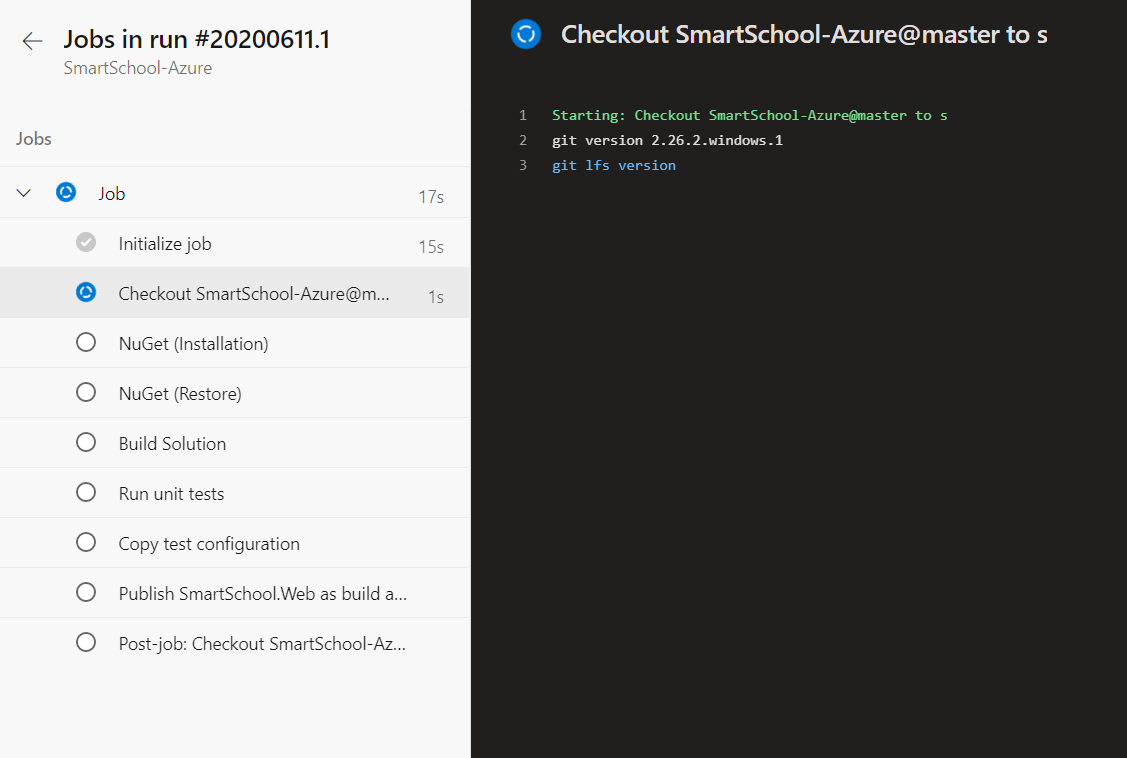 Jobs in run #20200611.1
SmartSchool-Azure
Jobs
Job 17s
Initialize job 15s
Checkout SmartSchool-Azure@m... 1s
NuGet (Installation)
NuGet (Restore)
Build Solution
Run unit tests
Copy test configuration
Publish SmartSchool.Web as build a...
Post-job: Checkout SmartSchool-Az...
Checkout SmartSchool-Azure@master to s
1 Starting: Checkout SmartSchool-Azure@master to s
2 git version 2.26.2.windows.1
3 git lfs version